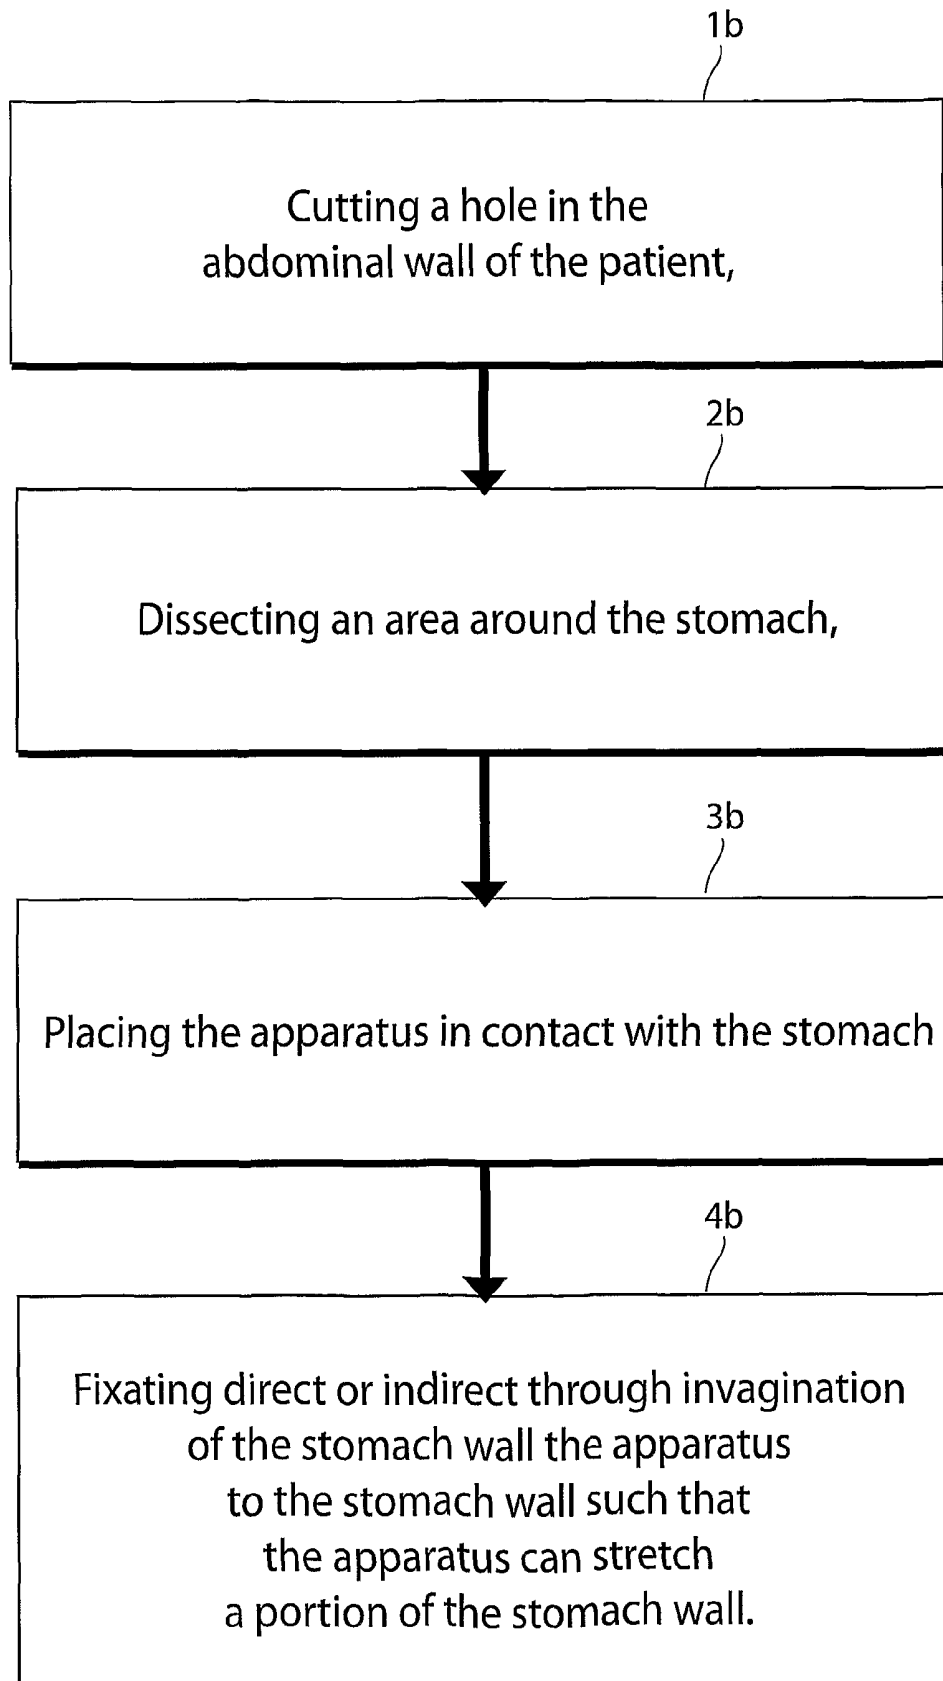 1b
Cutting a hole in the
abdominal wall of the patient,
2b
Dissecting an area around the stomach,
3b
Placing the apparatus in contact with the stomach
4b
Fixating direct or indirect through invagination
of the stomach wall the apparatus
to the stomach wall such that
the apparatus can stretch
a portion of the stomach wall.